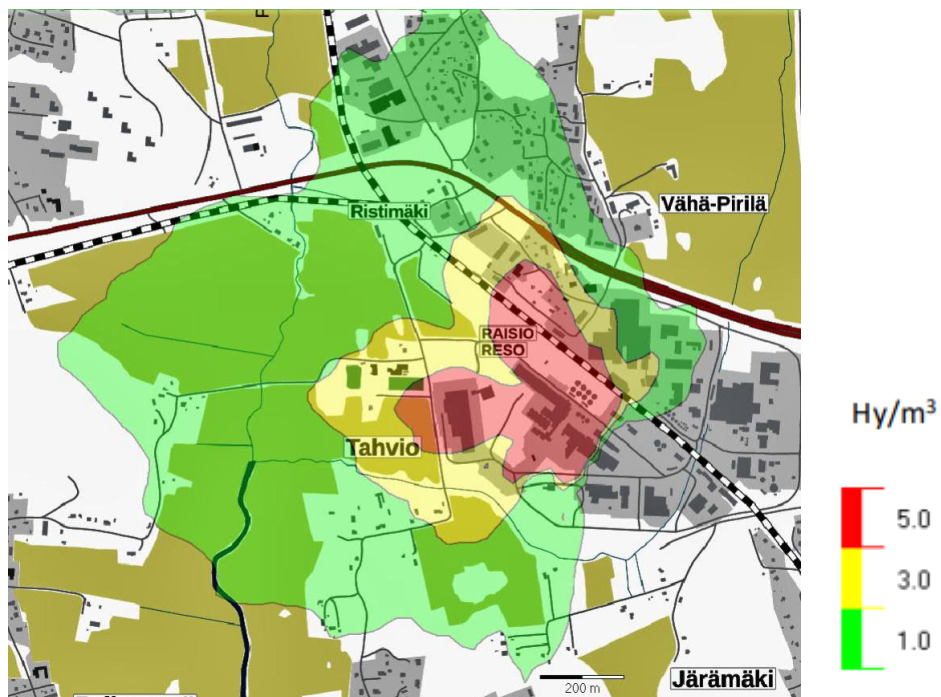 Vähä-Pirilä
Ristimäki
RAISIO
RESO
Tahvio
Järämäki
200 m
Hy/m³
5.0
3.0
1.0